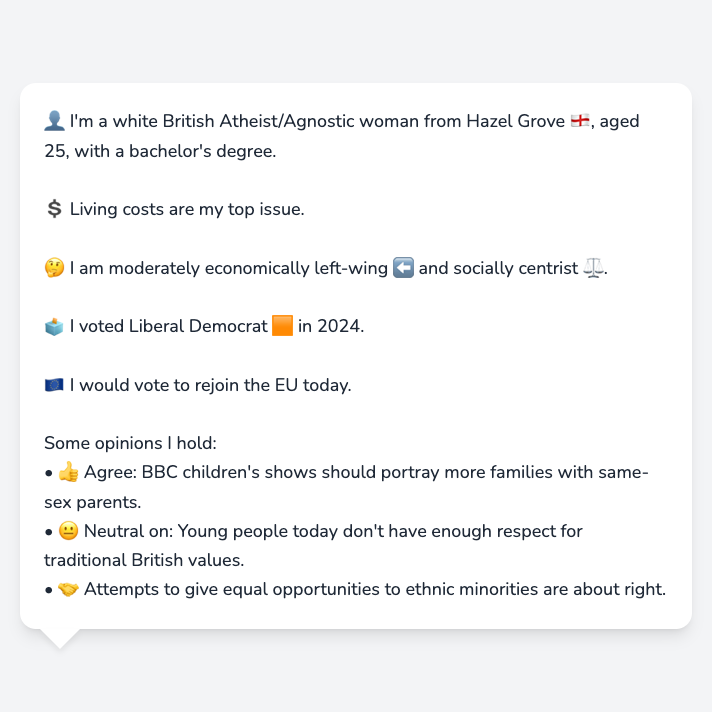 👤 I'm a white British Atheist/Agnostic woman from Hazel Grove 🏴󠁧󠁢󠁥󠁮󠁧󠁿, aged
25, with a bachelor's degree.
💲 Living costs are my top issue.
🤔 I am moderately economically left-wing ⬅️ and socially centrist ⚖️.
🗳️ I voted Liberal Democrat 🟧 in 2024.
🇪🇺 I would vote to rejoin the EU today.
Some opinions I hold:
• 👍 Agree: BBC children's shows should portray more families with same-
sex parents.
• 😐 Neutral on: Young people today don't have enough respect for
traditional British values.
• 🤝 Attempts to give equal opportunities to ethnic minorities are about right.